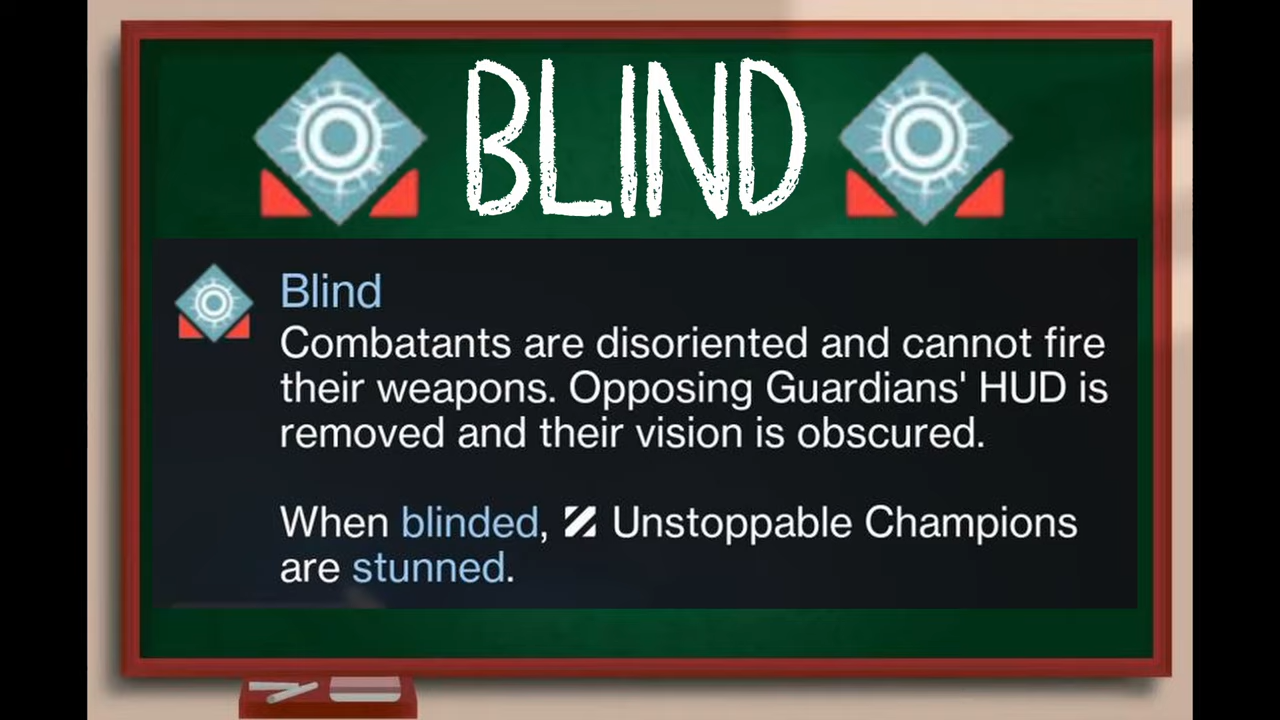 BLIND
Blind
Combatants are disoriented and cannot fire
their weapons. Opposing Guardians' HUD is
removed and their vision is obscured.
When blinded, Unstoppable Champions
are stunned.